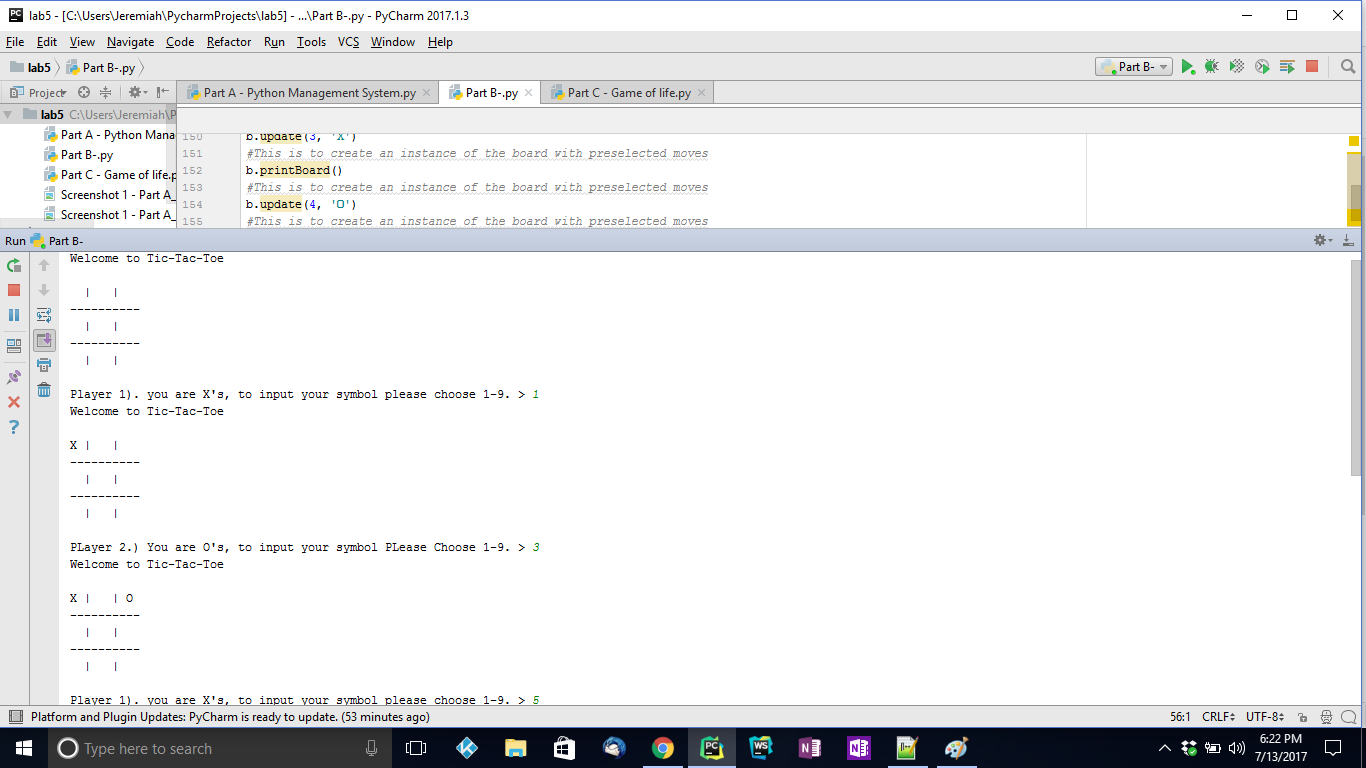 lab5 - [C:\Users\Jeremiah\PycharmProjects\lab5] - ...\Part B-.py - PyCharm 2017.1.3
File Edit View Navigate Code Refactor Run Tools VCS Window Help
lab5 Part B-.py Part B-
Project Part A - Python Management System.py Part B-.py Part C - Game of life.py
lab5 C:\Users\Jeremiah\P
Part A - Python Mana
Part B-.py
Part C - Game of life.p
Screenshot 1 - Part A_
Screenshot 1 - Part A_
150 b.update(3, 'X')
151 #This is to create an instance of the board with preselected moves
152 b.printBoard()
153 #This is to create an instance of the board with preselected moves
154 b.update(4, 'O')
155 #This is to create an instance of the board with preselected moves
Run Part B-
Welcome to Tic-Tac-Toe
| |
----------
| |
----------
| |
Player 1). you are X's, to input your symbol please choose 1-9. > 1
Welcome to Tic-Tac-Toe
X | |
----------
| |
----------
| |
PLayer 2.) You are O's, to input your symbol PLease Choose 1-9. > 3
Welcome to Tic-Tac-Toe
X | | O
----------
| |
----------
| |
Player 1). you are X's, to input your symbol please choose 1-9. > 5
Platform and Plugin Updates: PyCharm is ready to update. (53 minutes ago) 56:1 CRLF UTF-8
Type here to search
6:22 PM
7/13/2017